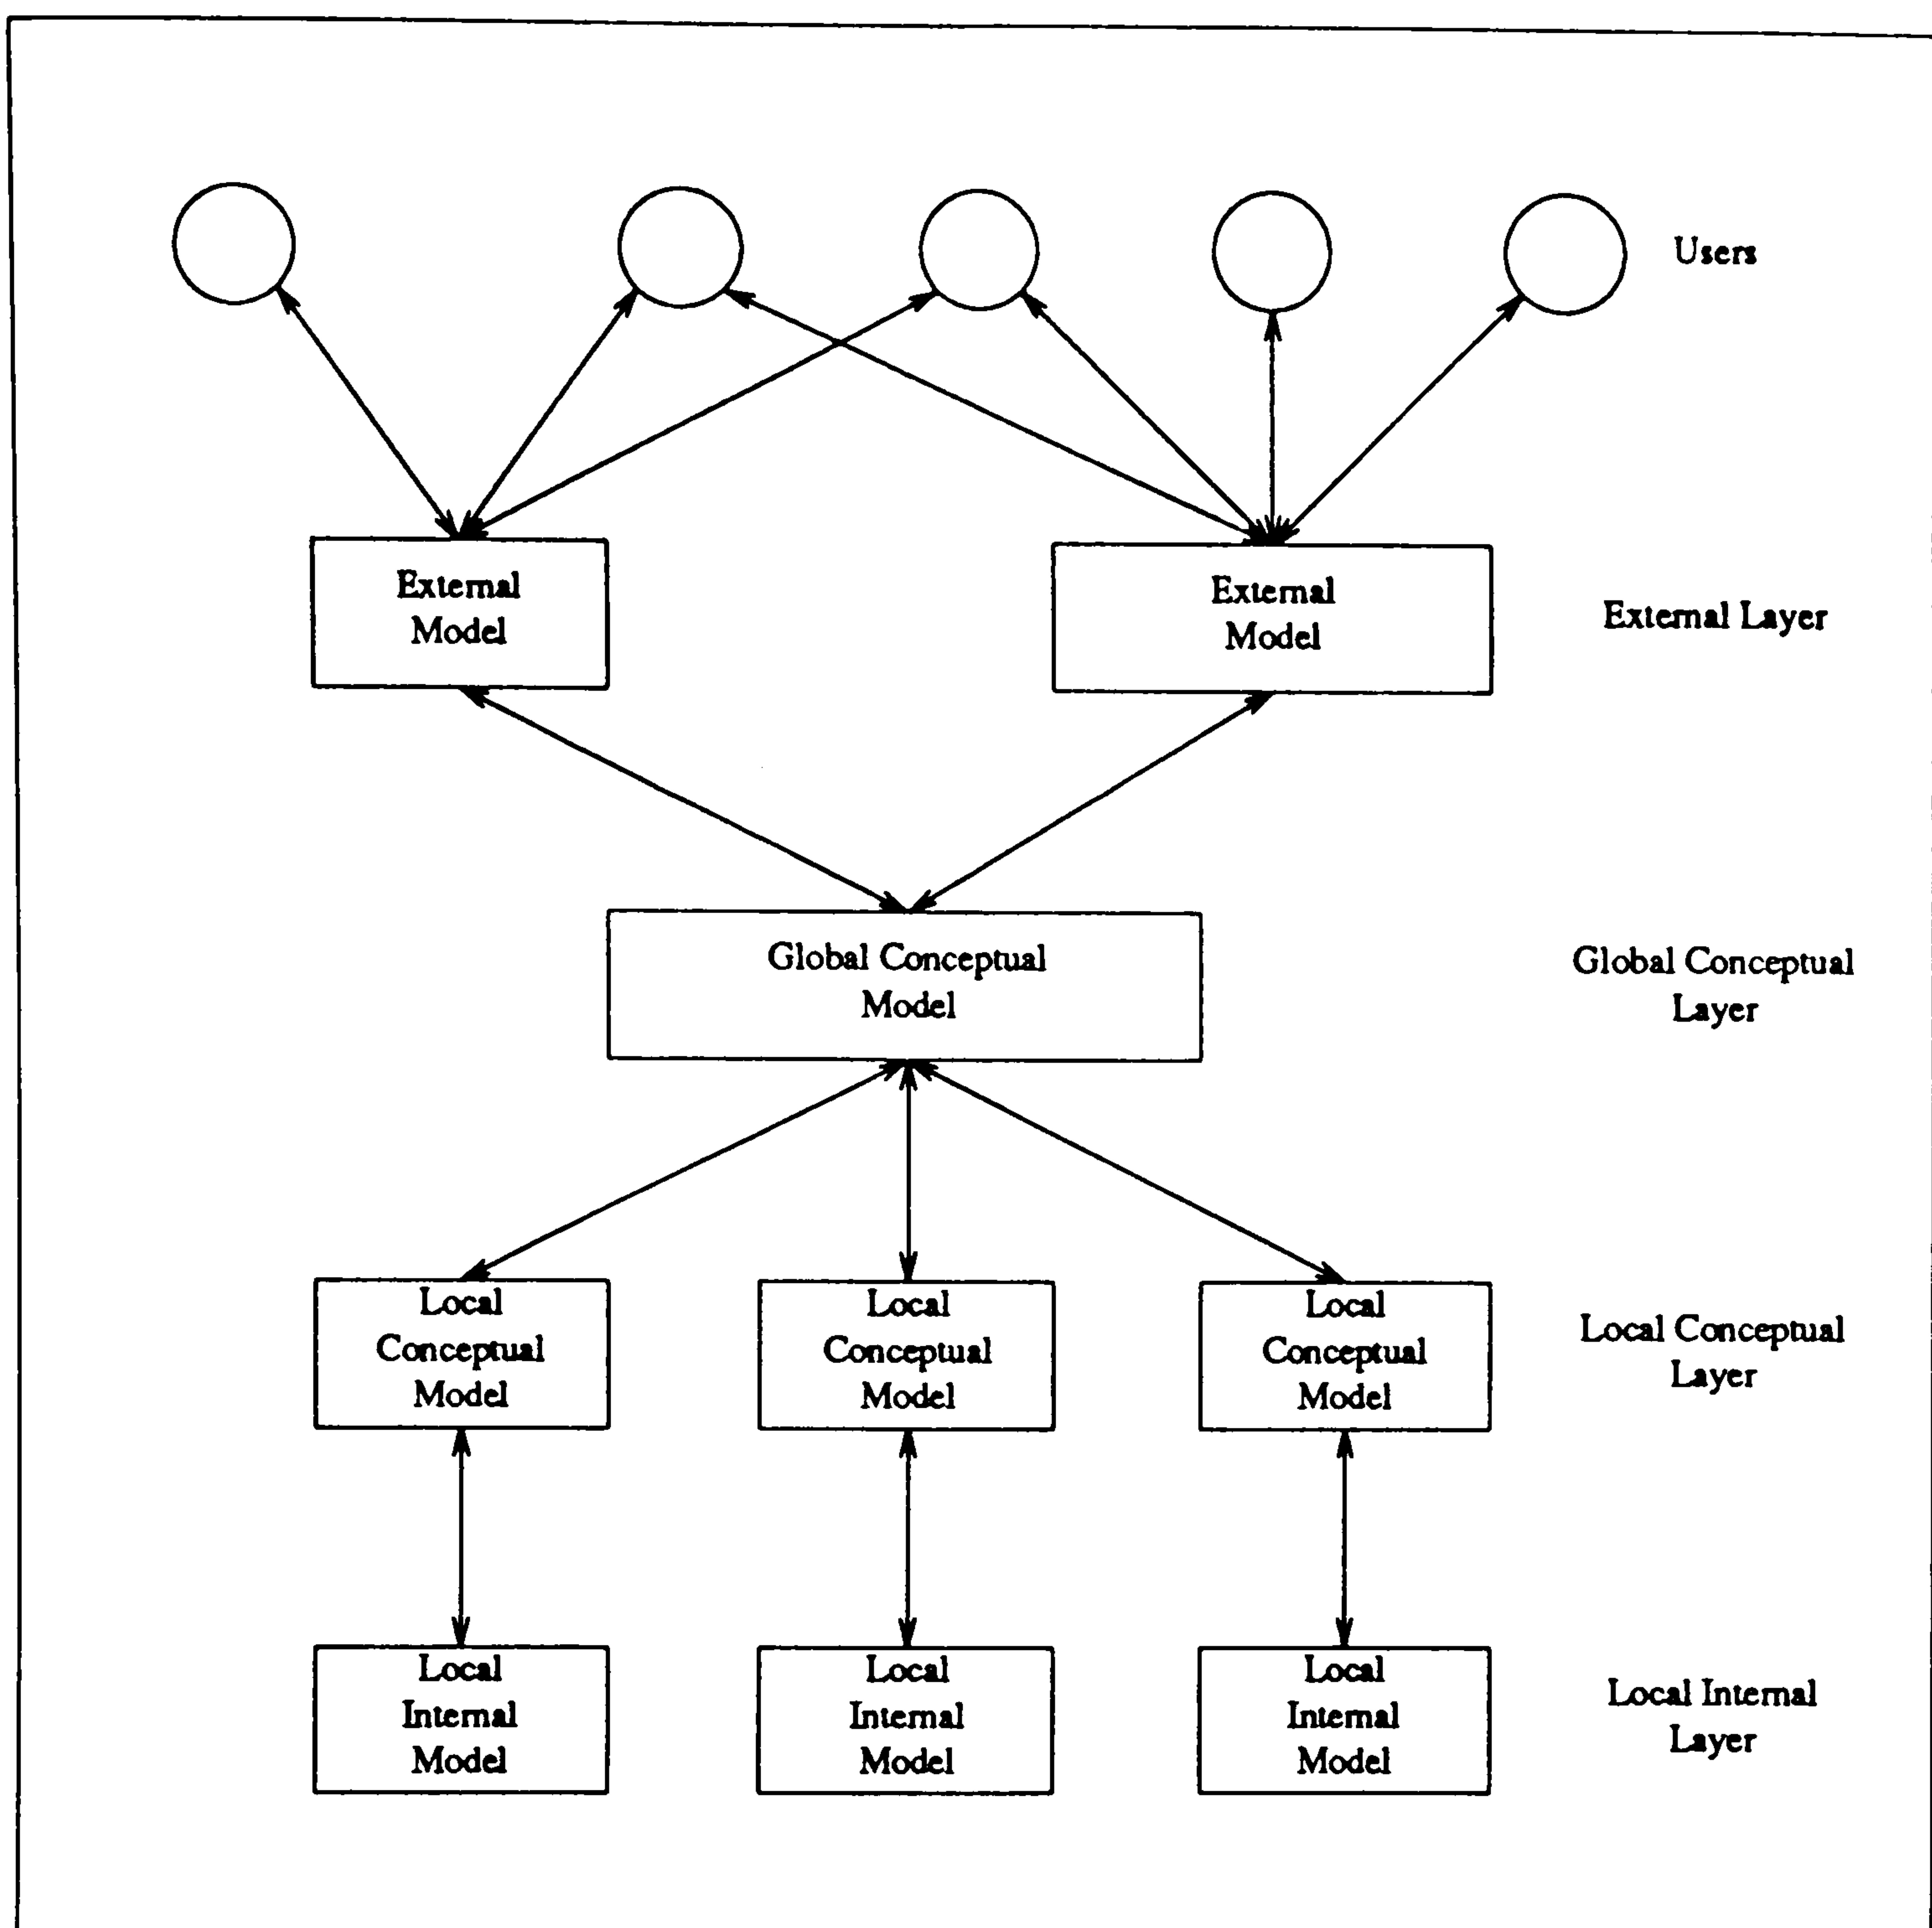 Users
External
Model
External
Model
External Layer
Global Conceptual
Model
Global Conceptual
Layer
Local
Conceptual
Model
Local
Conceptual
Model
Local
Conceptual
Model
Local Conceptual
Layer
Local
Internal
Model
Local
Internal
Model
Local
Internal
Model
Local Internal
Layer